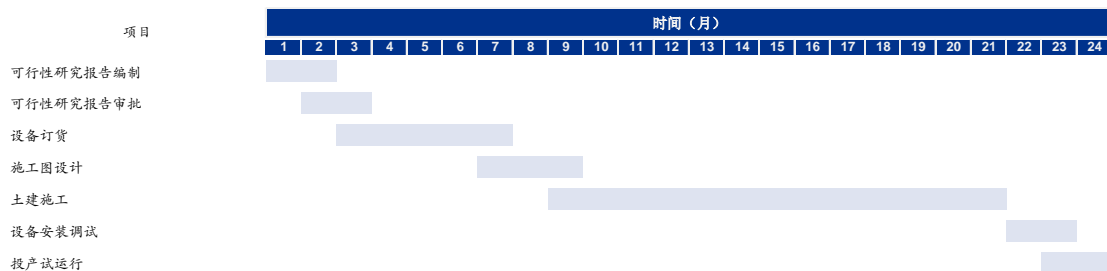 项目
时间（月）
1 2 3 4 5 6 7 8 9 10 11 12 13 14 15 16 17 18 19 20 21 22 23 24
可行性研究报告编制
可行性研究报告审批
设备订货
施工图设计
土建施工
设备安装调试
投产试运行